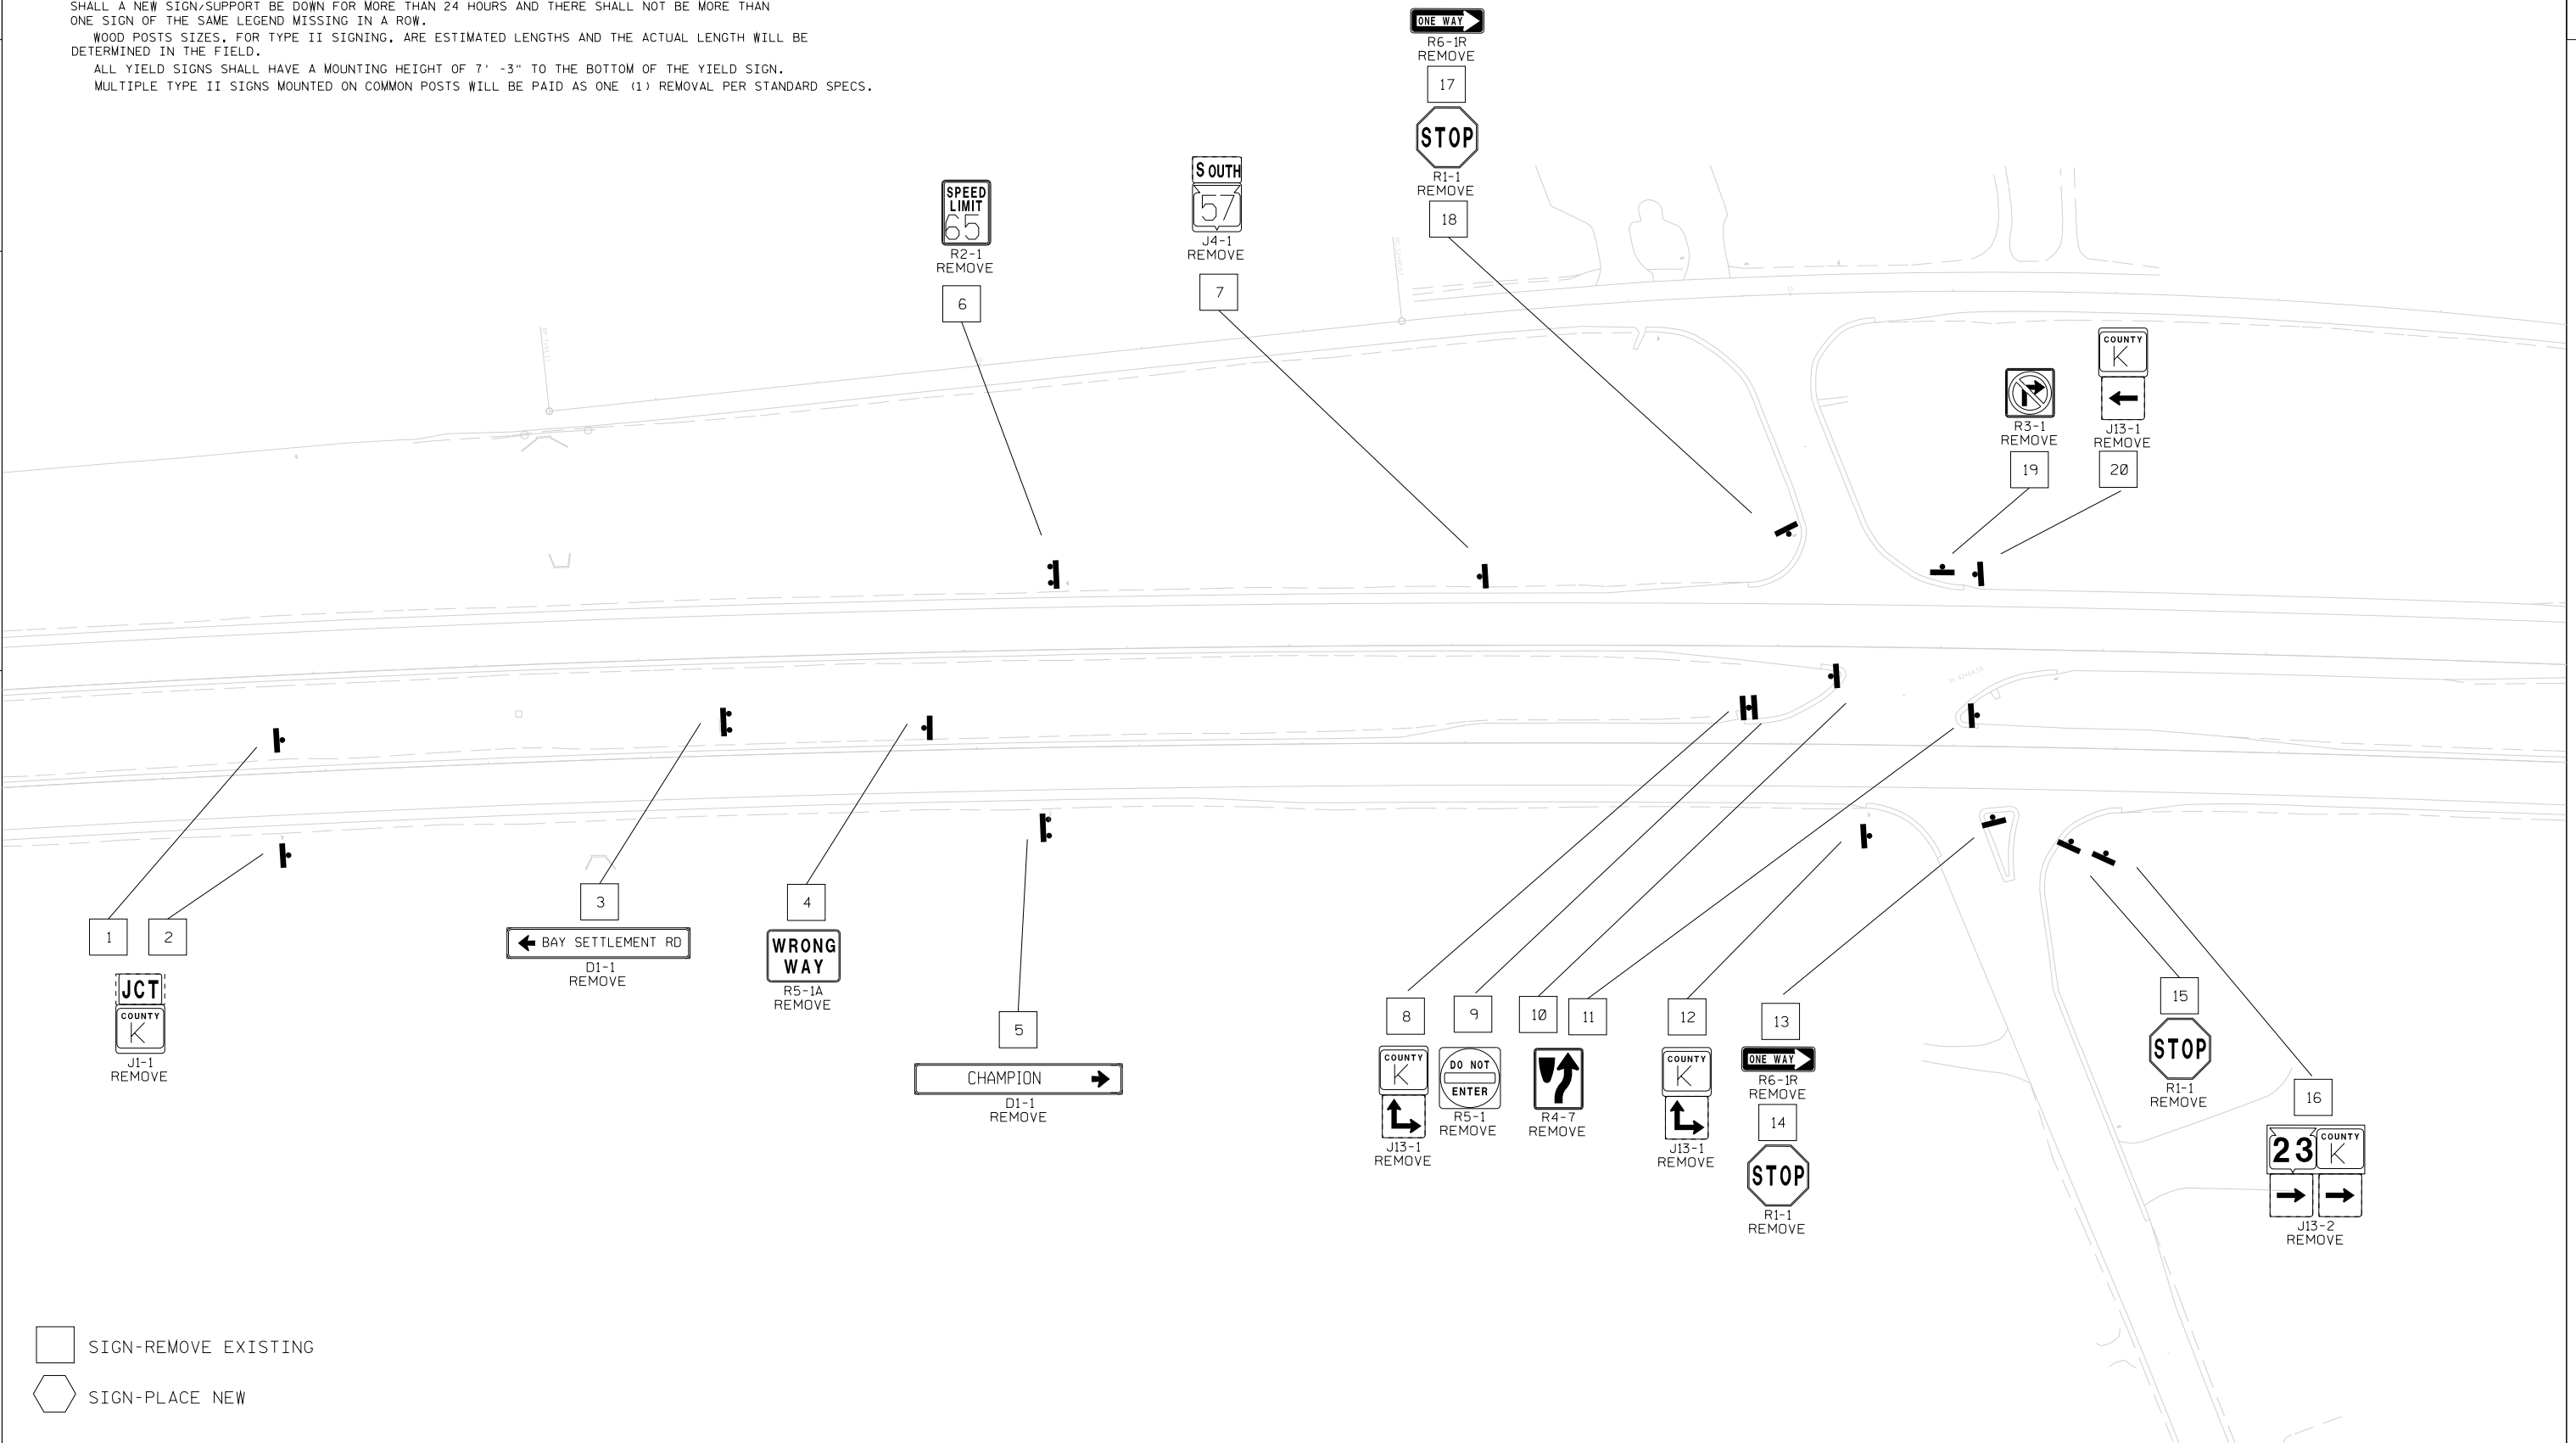 SHALL A NEW SIGN/SUPPORT BE DOWN FOR MORE THAN 24 HOURS AND THERE SHALL NOT BE MORE THAN
ONE SIGN OF THE SAME LEGEND MISSING IN A ROW.
WOOD POSTS SIZES, FOR TYPE II SIGNING, ARE ESTIMATED LENGTHS AND THE ACTUAL LENGTH WILL BE
DETERMINED IN THE FIELD.
ALL YIELD SIGNS SHALL HAVE A MOUNTING HEIGHT OF 7' -3" TO THE BOTTOM OF THE YIELD SIGN.
MULTIPLE TYPE II SIGNS MOUNTED ON COMMON POSTS WILL BE PAID AS ONE (1) REMOVAL PER STANDARD SPECS.
ONE WAY
R6-1R
REMOVE
17
STOP
R1-1
REMOVE
18
SPEED
LIMIT
65
R2-1
REMOVE
6
SOUTH
57
J4-1
REMOVE
7
R3-1
REMOVE
19
COUNTY
K
J13-1
REMOVE
20
1
2
JCT
COUNTY
K
J1-1
REMOVE
3
BAY SETTLEMENT RD
D1-1
REMOVE
4
WRONG
WAY
R5-1A
REMOVE
5
CHAMPION
D1-1
REMOVE
8
COUNTY
K
J13-1
REMOVE
9
DO NOT
ENTER
R5-1
REMOVE
10
11
R4-7
REMOVE
12
COUNTY
K
J13-1
REMOVE
13
ONE WAY
R6-1R
REMOVE
14
STOP
R1-1
REMOVE
15
STOP
R1-1
REMOVE
16
23
COUNTY
K
J13-2
REMOVE
SIGN-REMOVE EXISTING
SIGN-PLACE NEW